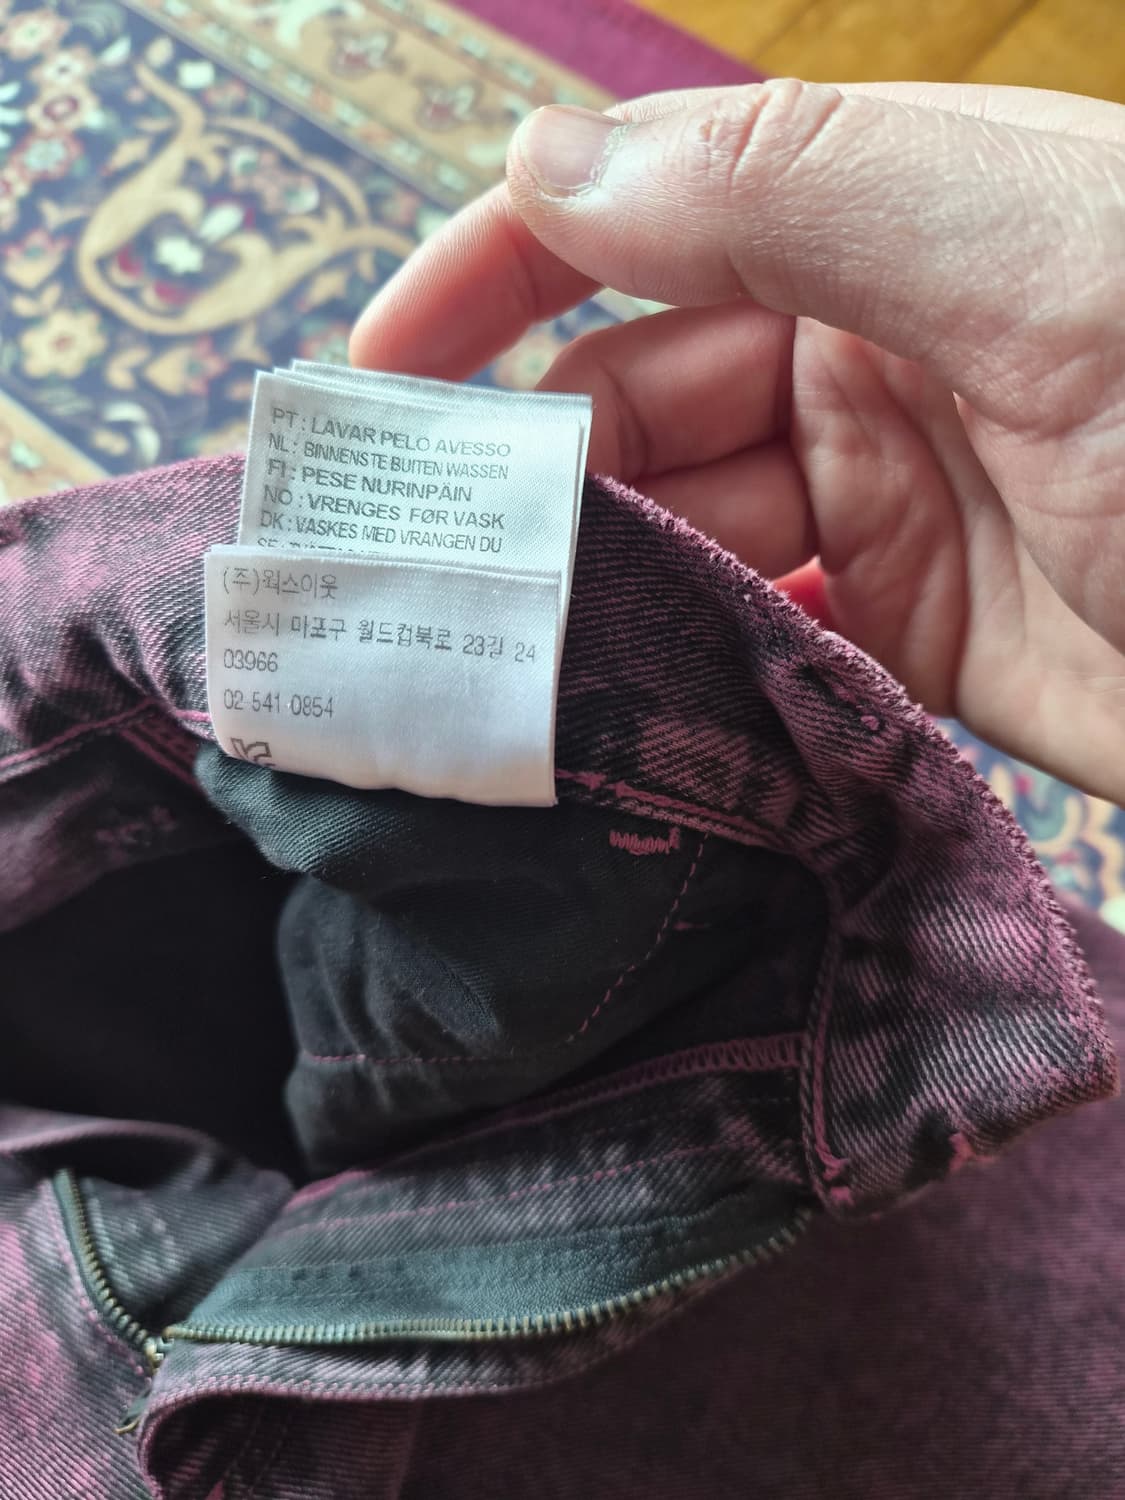 PT : LAVAR PELO AVESSO
NL : BINNENSTE BUITEN WASSEN
FI : PESE NURINPÄIN
NO : VRENGES FØR VASK
DK : VASKES MED VRANGEN DU
(주)웍스이웃
서울시 마포구 월드컵북로 23길 24
03966
02-541-0854